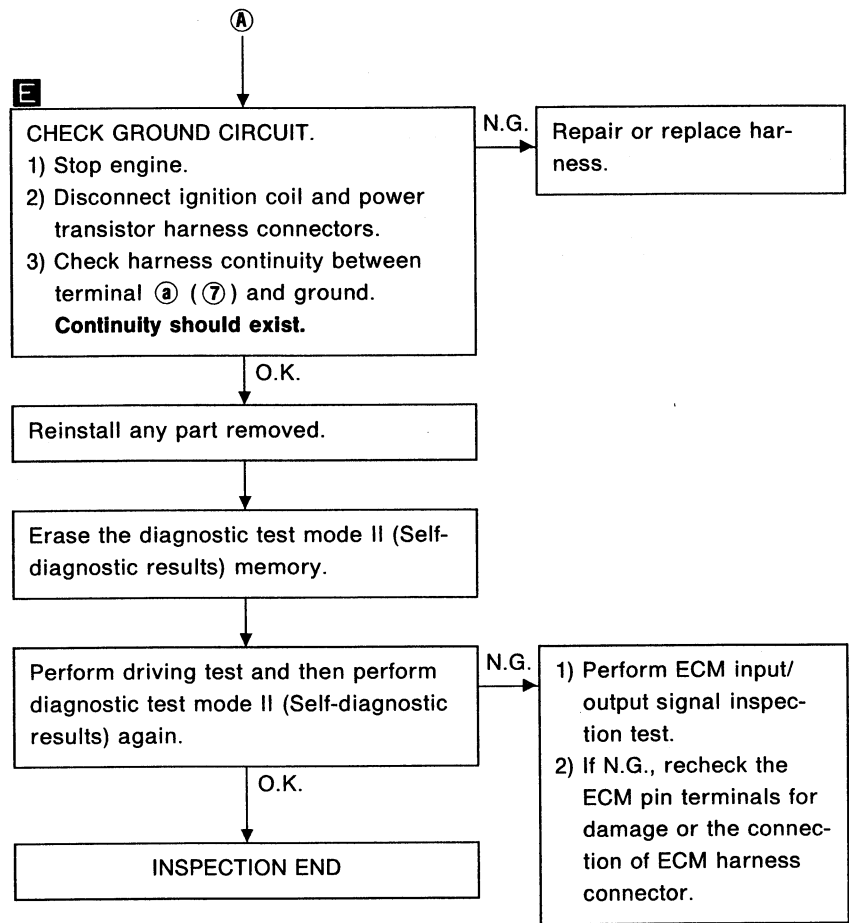 Ⓐ
E
CHECK GROUND CIRCUIT.
1) Stop engine.
2) Disconnect ignition coil and power
transistor harness connectors.
3) Check harness continuity between
terminal ⓐ (⑦) and ground.
Continuity should exist.
N.G.
Repair or replace har-
ness.
O.K.
Reinstall any part removed.
Erase the diagnostic test mode II (Self-
diagnostic results) memory.
Perform driving test and then perform
diagnostic test mode II (Self-diagnostic
results) again.
N.G.
1) Perform ECM input/
output signal inspec-
tion test.
2) If N.G., recheck the
ECM pin terminals for
damage or the connec-
tion of ECM harness
connector.
O.K.
INSPECTION END